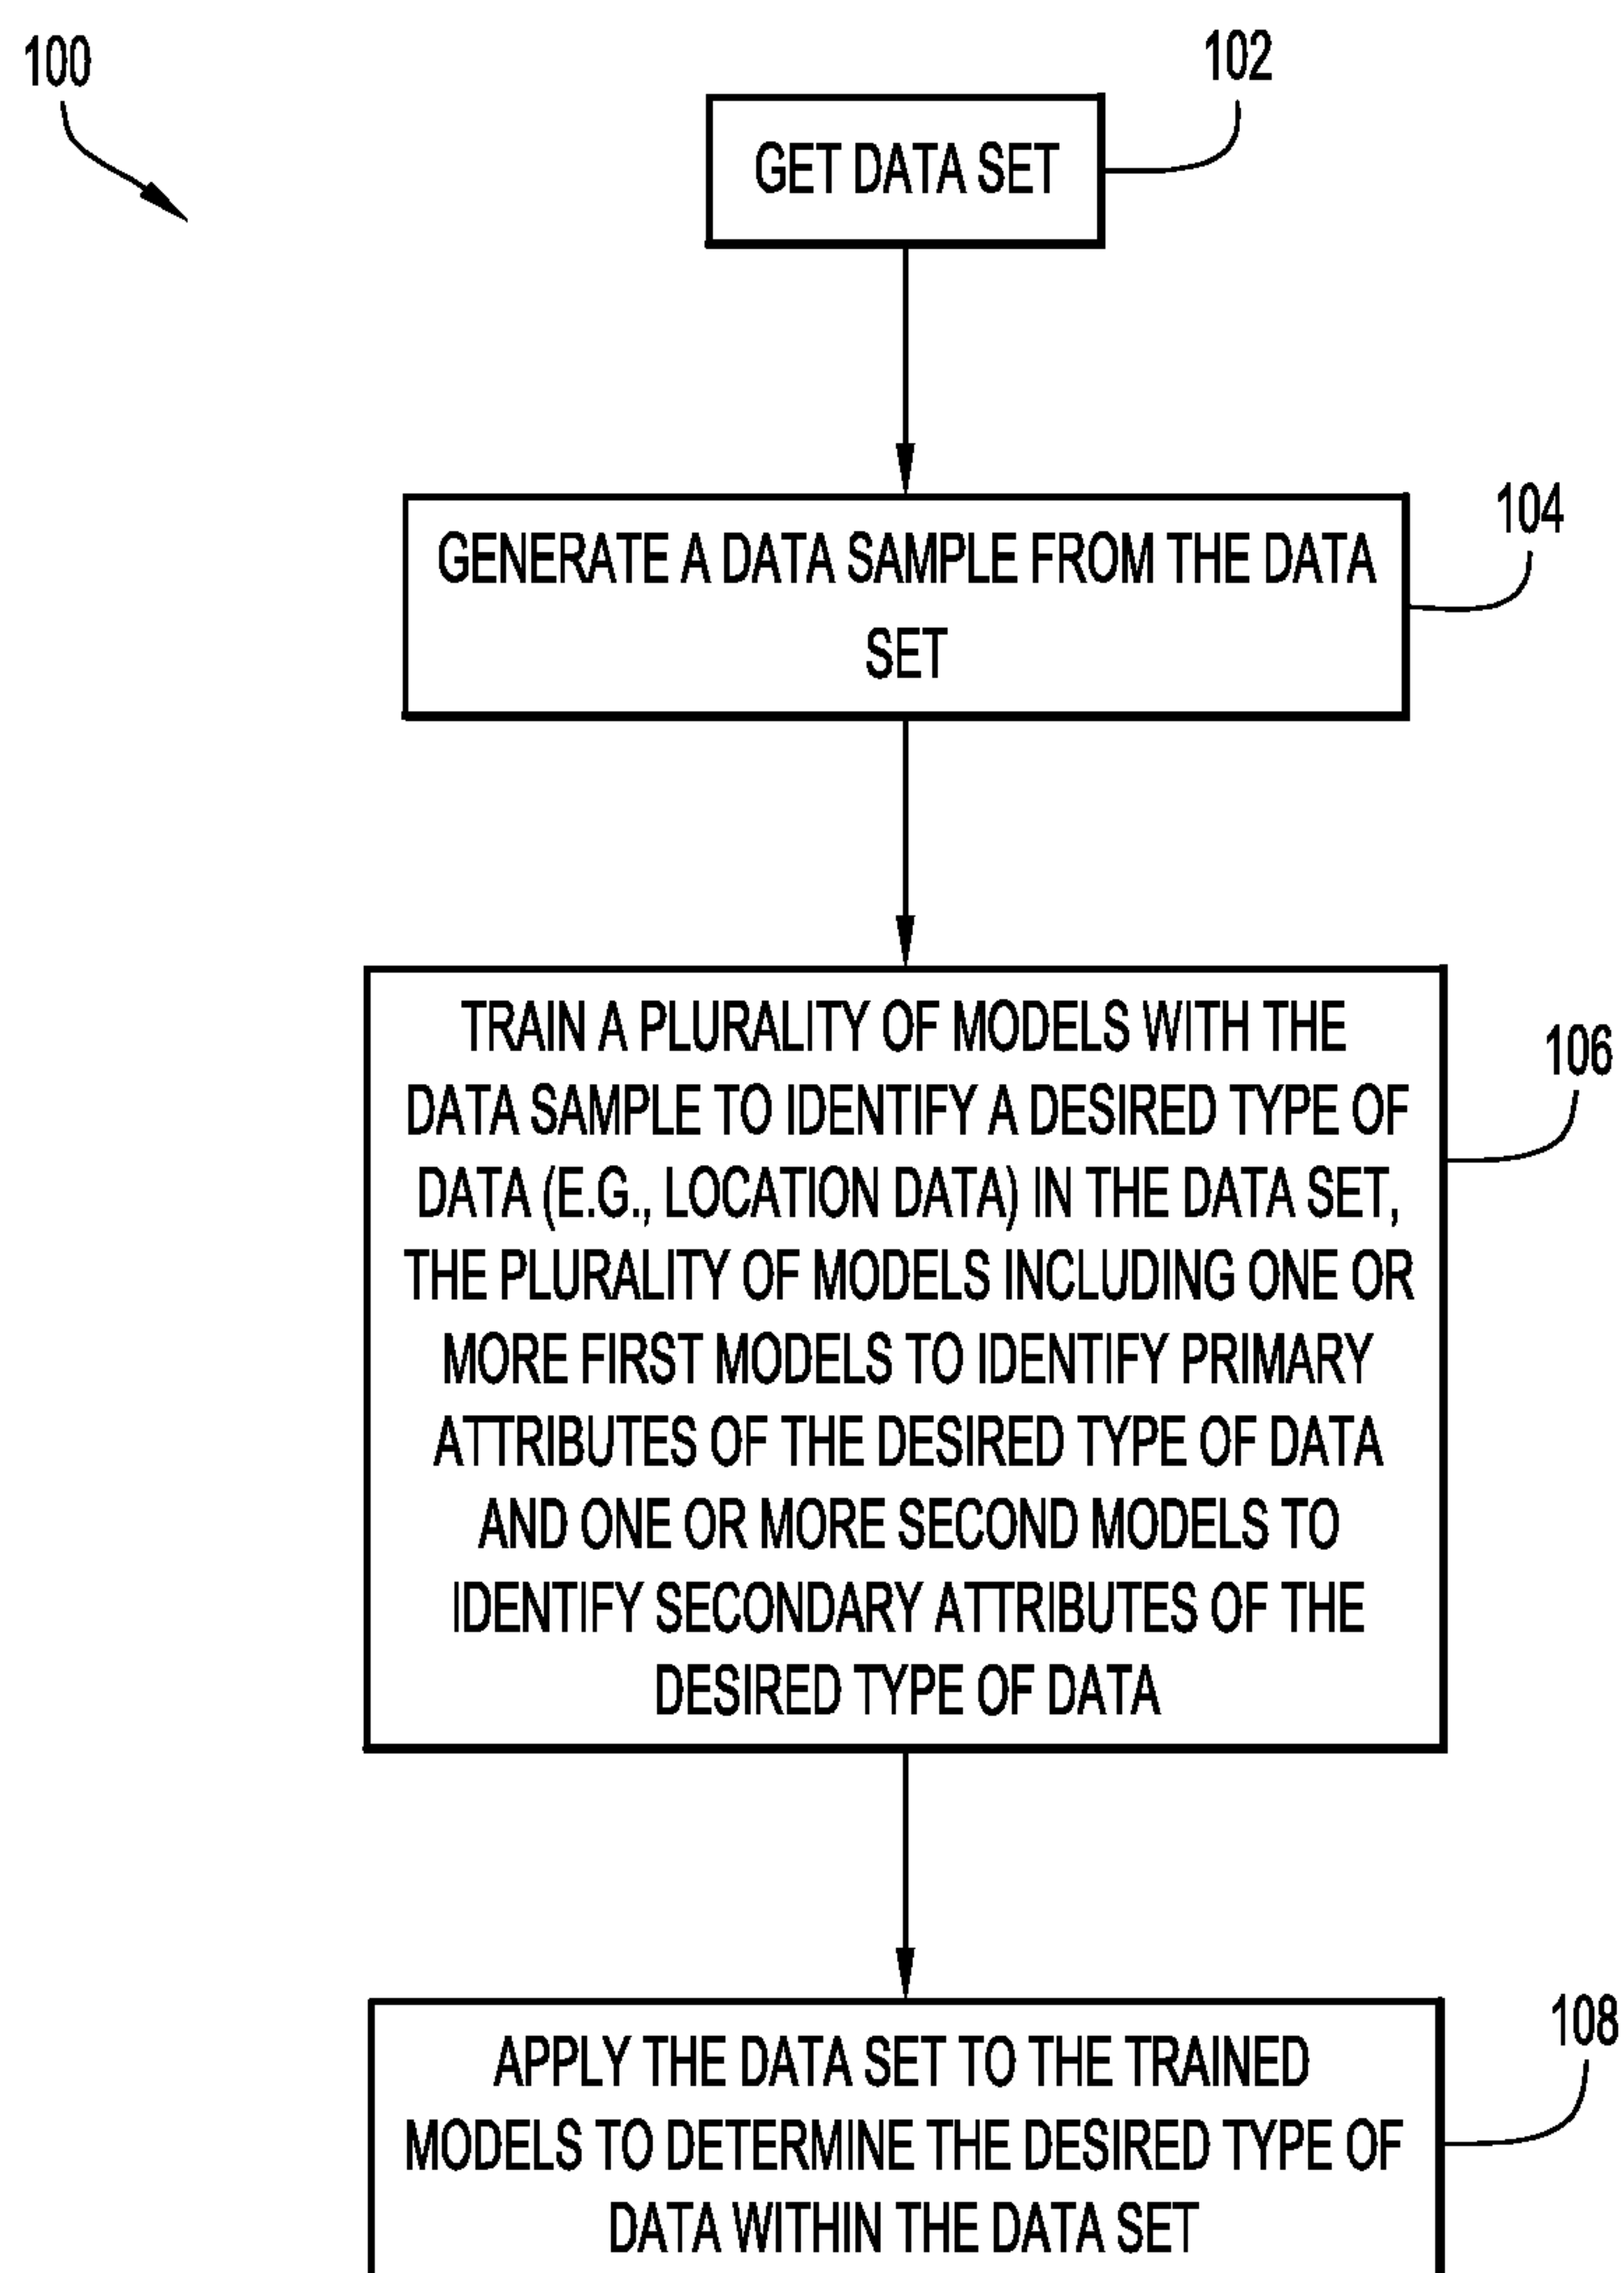 100
102
GET DATA SET
104
GENERATE A DATA SAMPLE FROM THE DATA
SET
TRAIN A PLURALITY OF MODELS WITH THE
106
DATA SAMPLE TO IDENTIFY A DESIRED TYPE OF
DATA (E.G., LOCATION DATA) IN THE DATA SET,
THE PLURALITY OF MODELS INCLUDING ONE OR
MORE FIRST MODELS TO IDENTIFY PRIMARY
ATTRIBUTES OF THE DESIRED TYPE OF DATA
AND ONE OR MORE SECOND MODELS TO
IDENTIFY SECONDARY ATTRIBUTES OF THE
DESIRED TYPE OF DATA
108
APPLY THE DATA SET TO THE TRAINED
MODELS TO DETERMINE THE DESIRED TYPE OF
DATA WITHIN THE DATA SET